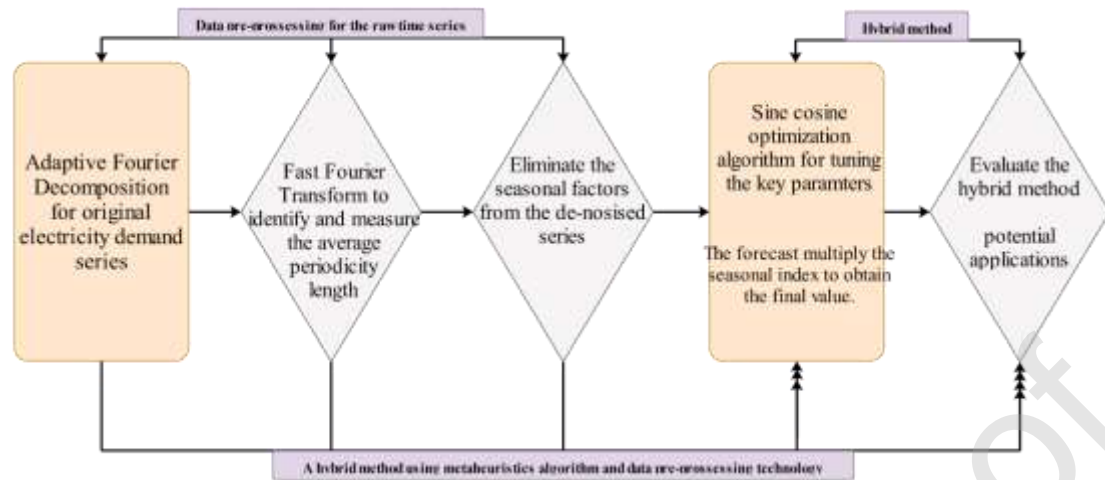 Data pre-prossessing for the raw time series
Hybrid method
Adaptive Fourier
Decomposition
for original
electricity demand
series
Fast Fourier
Transform to
identify and measure
the average
periodicity
length
Eliminate the
seasonal factors
from the de-nosised
series
Sine cosine
optimization
algorithm for tuning
the key paramters
The forecast multiply the
seasonal index to obtain
the final value.
Evaluate the
hybrid method
potential
applications
A hybrid method using metaheuristics algorithm and data pre-prossessing technology
of